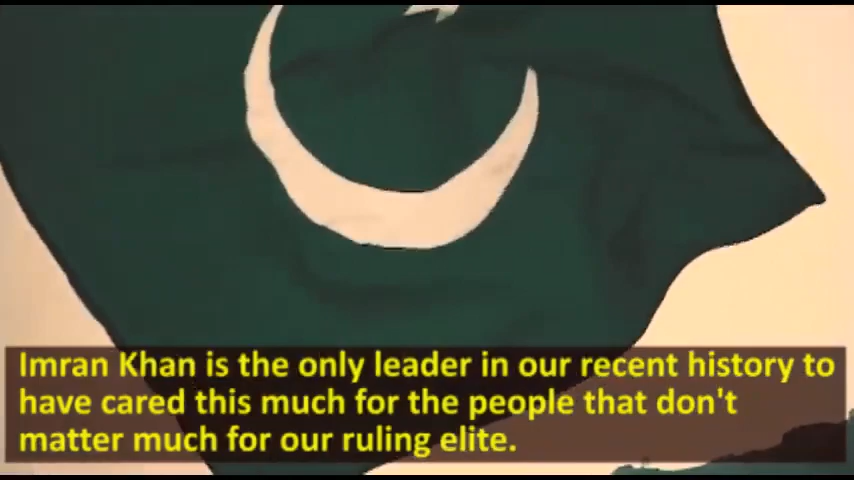 Imran Khan is the only leader in our recent history to
have cared this much for the people that don't
matter much for our ruling elite.